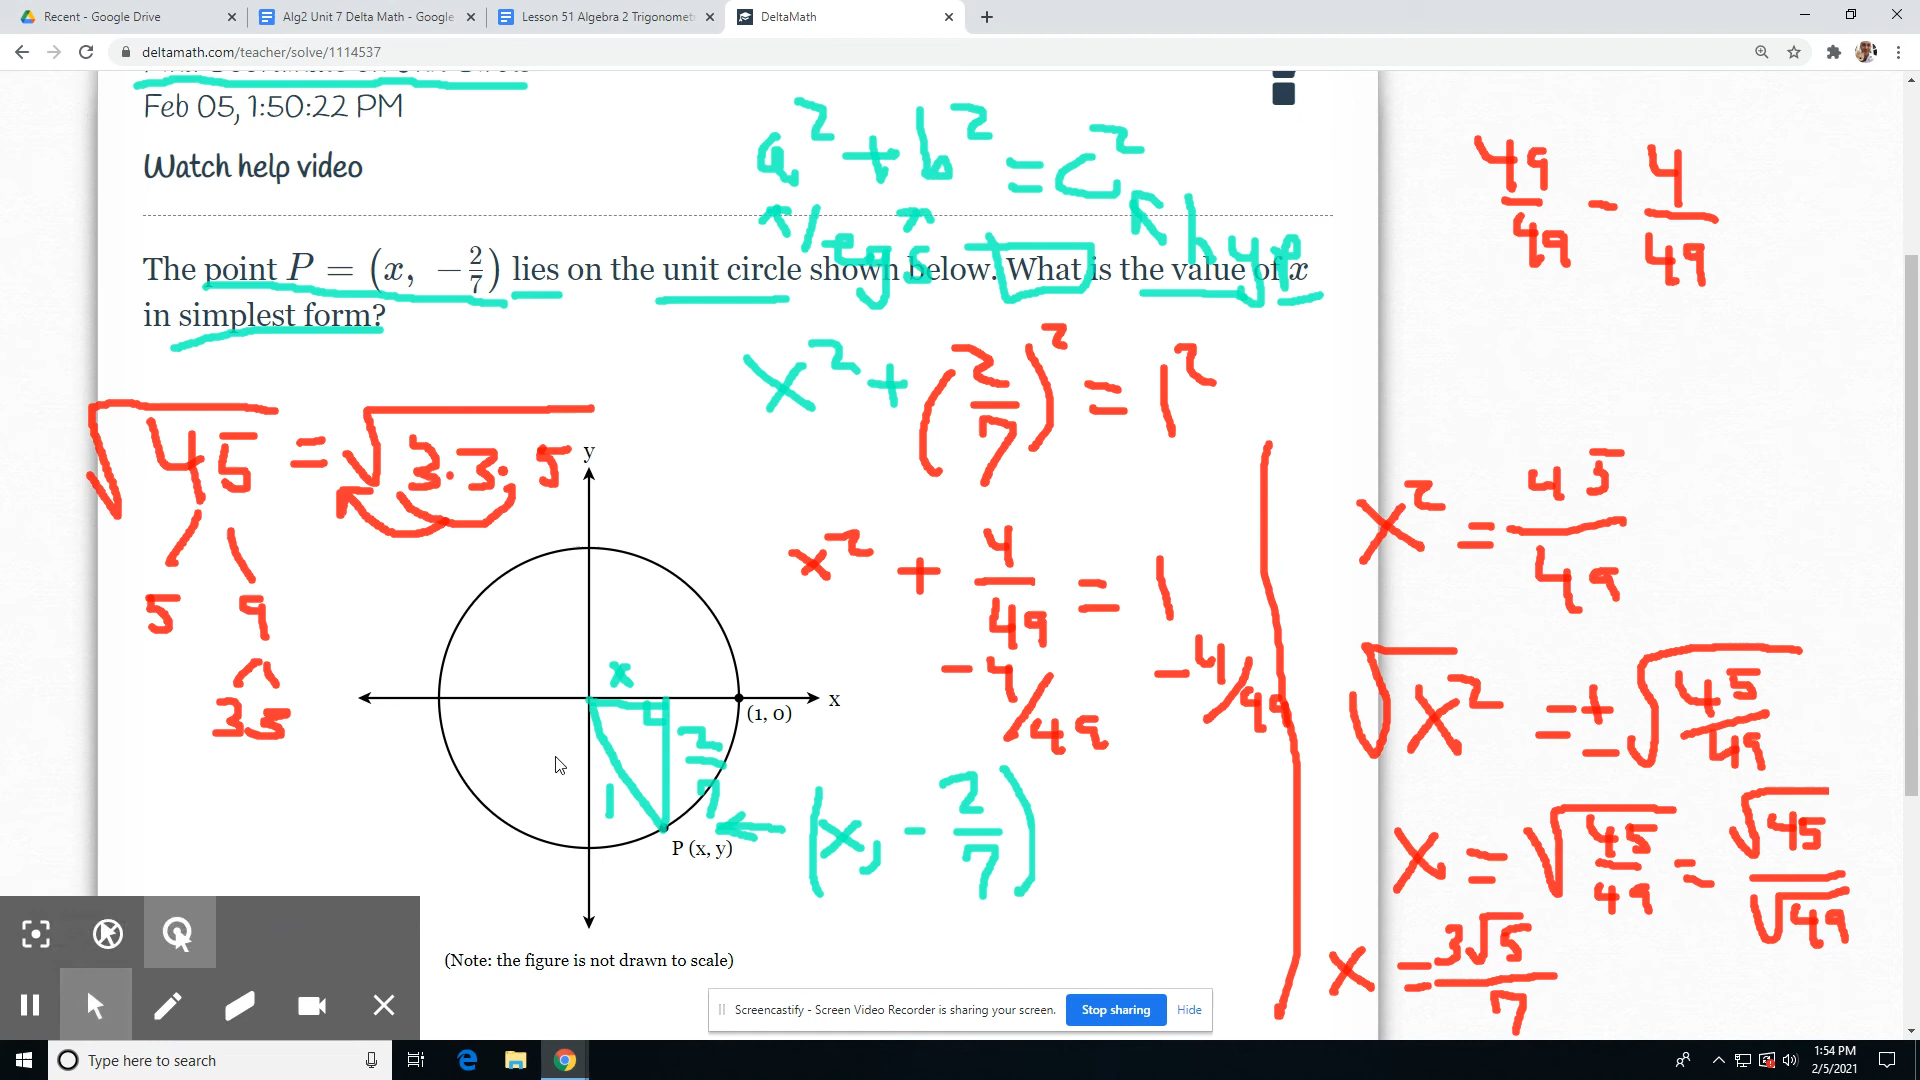 Recent - Google Drive
Alg2 Unit 7 Delta Math - Google
Lesson 51 Algebra 2 Trigonomet
DeltaMath
deltamath.com/teacher/solve/1114537
Feb 05, 1:50:22 PM
Watch help video
a² + b² = c²
legs
hyp
The point P = (x, −2/7) lies on the unit circle shown below. What is the value of x
in simplest form?
x² + (2/7)² = 1²
x² + 4/49 = 1
−4/49 −4/49
49/49 − 4/49
x² = 45/49
√x² = ±√45/49
x = √45/49 = √45/√49
x = 3√5/7
√45 = √3·3·5
5 9
3 3
y
x
x
(1, 0)
1
2/7
P (x, y)
(x, −2/7)
(Note: the figure is not drawn to scale)
Screencastify - Screen Video Recorder is sharing your screen.
Stop sharing
Hide
Type here to search
1:54 PM
2/5/2021